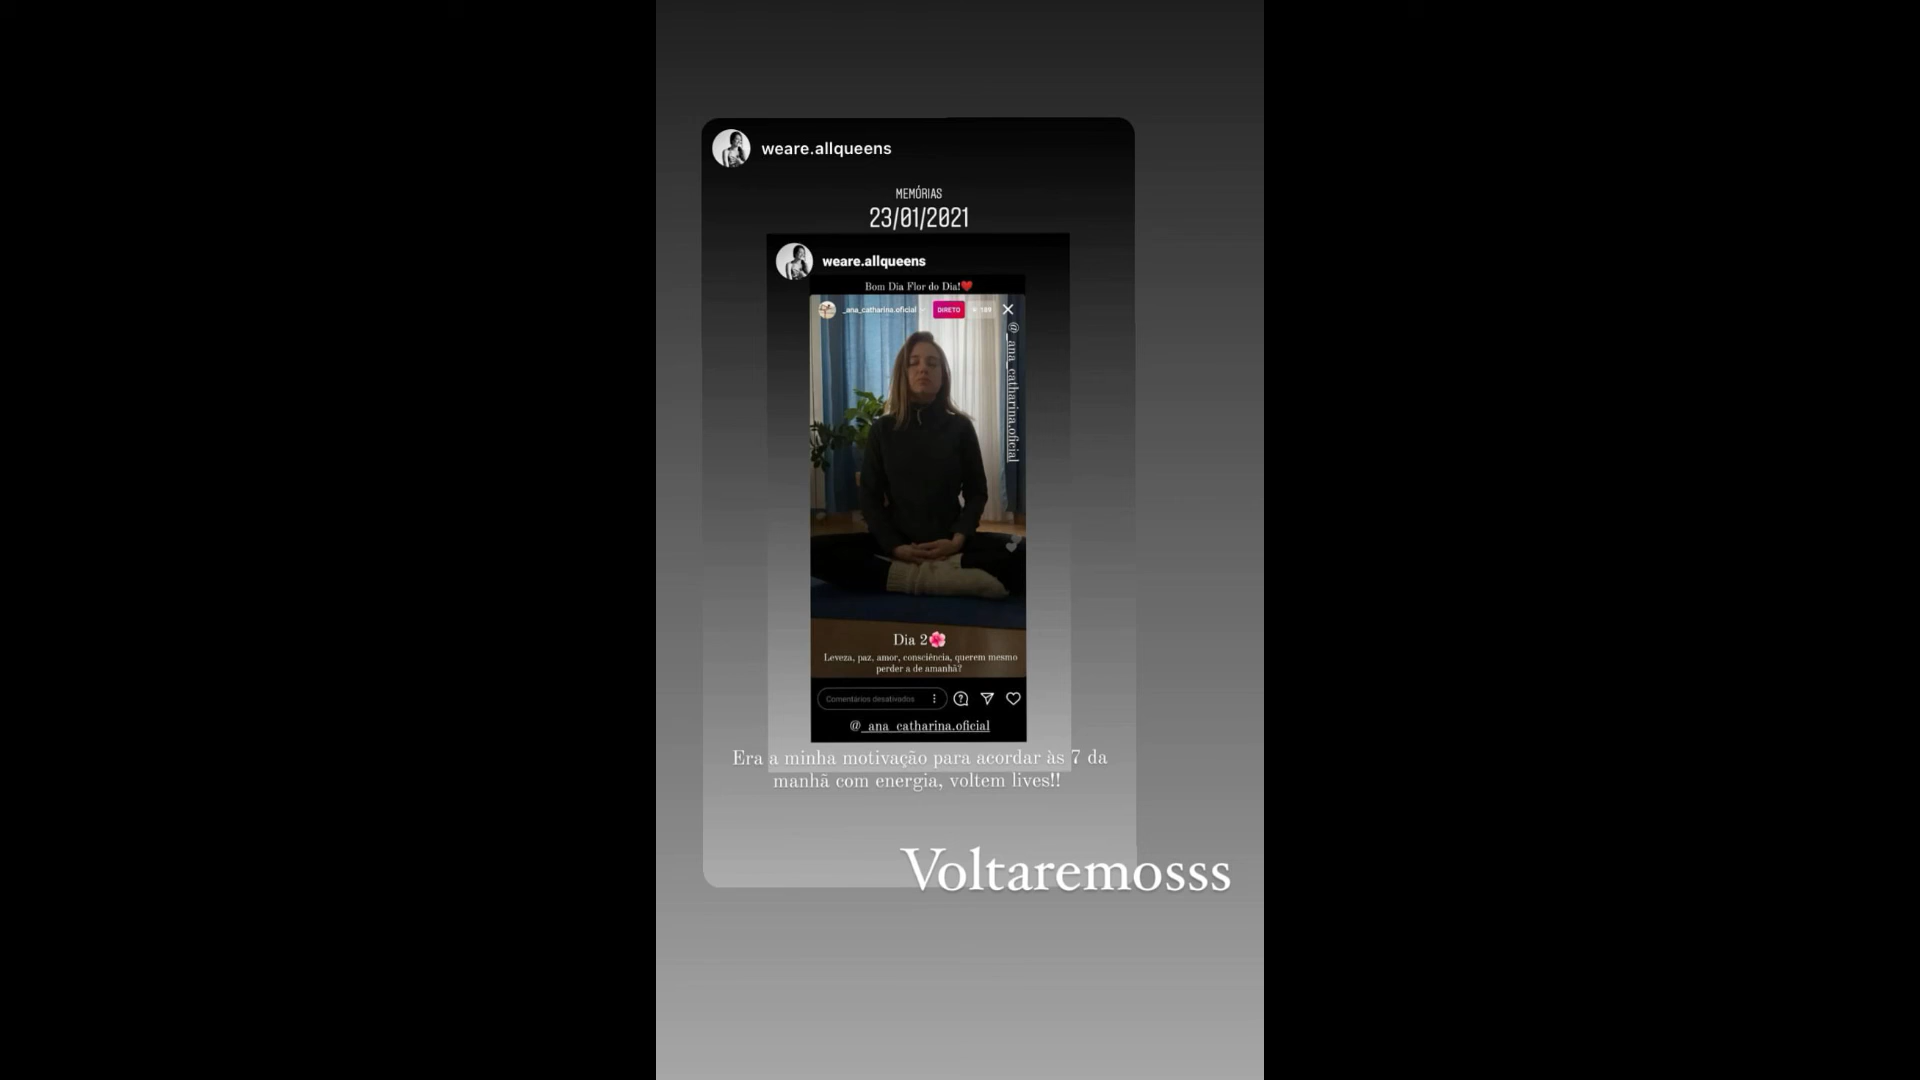 weare.allqueens
MEMÓRIAS
23/01/2021
weare.allqueens
Bom Dia Flor do Dia!❤️
_ana_catharina.oficial
DIRETO
189
@_ana_catharina.oficial
Dia 2🌺
Leveza, paz, amor, consciência, querem mesmo
perder a de amanhã?
Comentários desativados
@_ana_catharina.oficial
Era a minha motivação para acordar às 7 da
manhã com energia, voltem lives!!
Voltaremosss